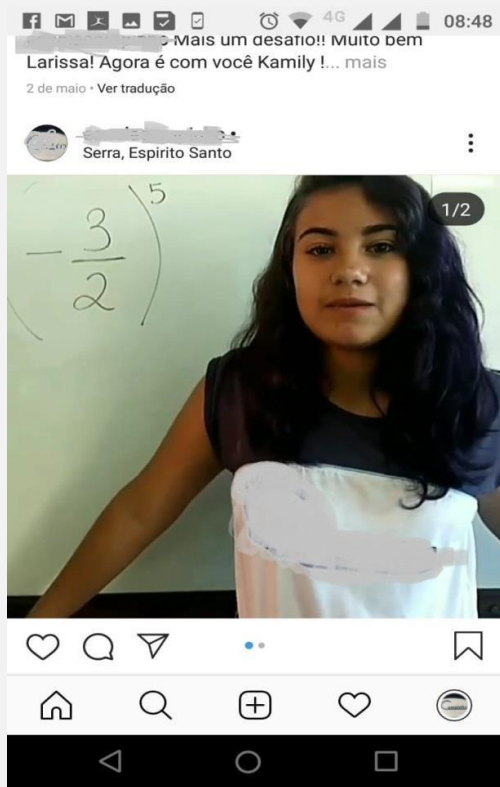 4G 08:48
Mais um desafio!! Muito bem
Larissa! Agora é com você Kamily !... mais
2 de maio • Ver tradução
Serra, Espirito Santo
1/2
(-3/2)^5